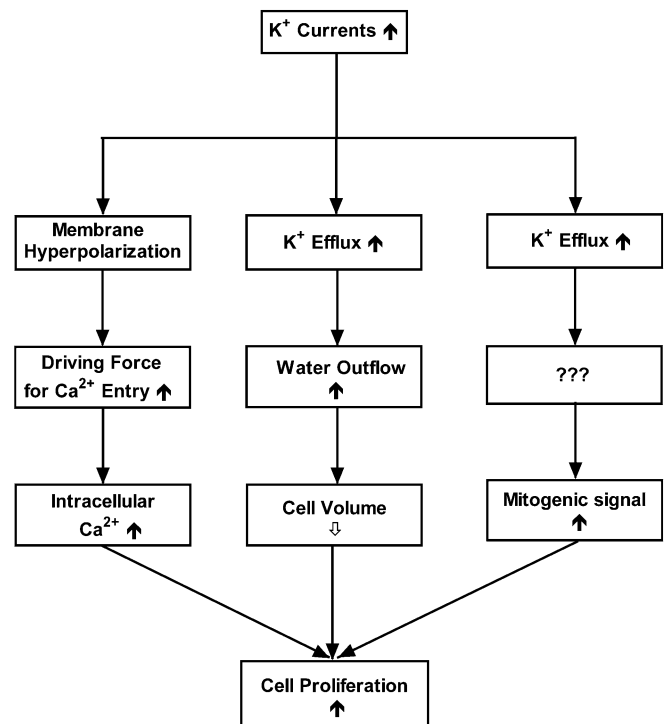 K⁺ Currents ↑
Membrane
Hyperpolarization
K⁺ Efflux ↑
K⁺ Efflux ↑
Driving Force
for Ca²⁺ Entry ↑
Water Outflow
↑
???
Intracellular
Ca²⁺ ↑
Cell Volume
⇩
Mitogenic signal
↑
Cell Proliferation
↑